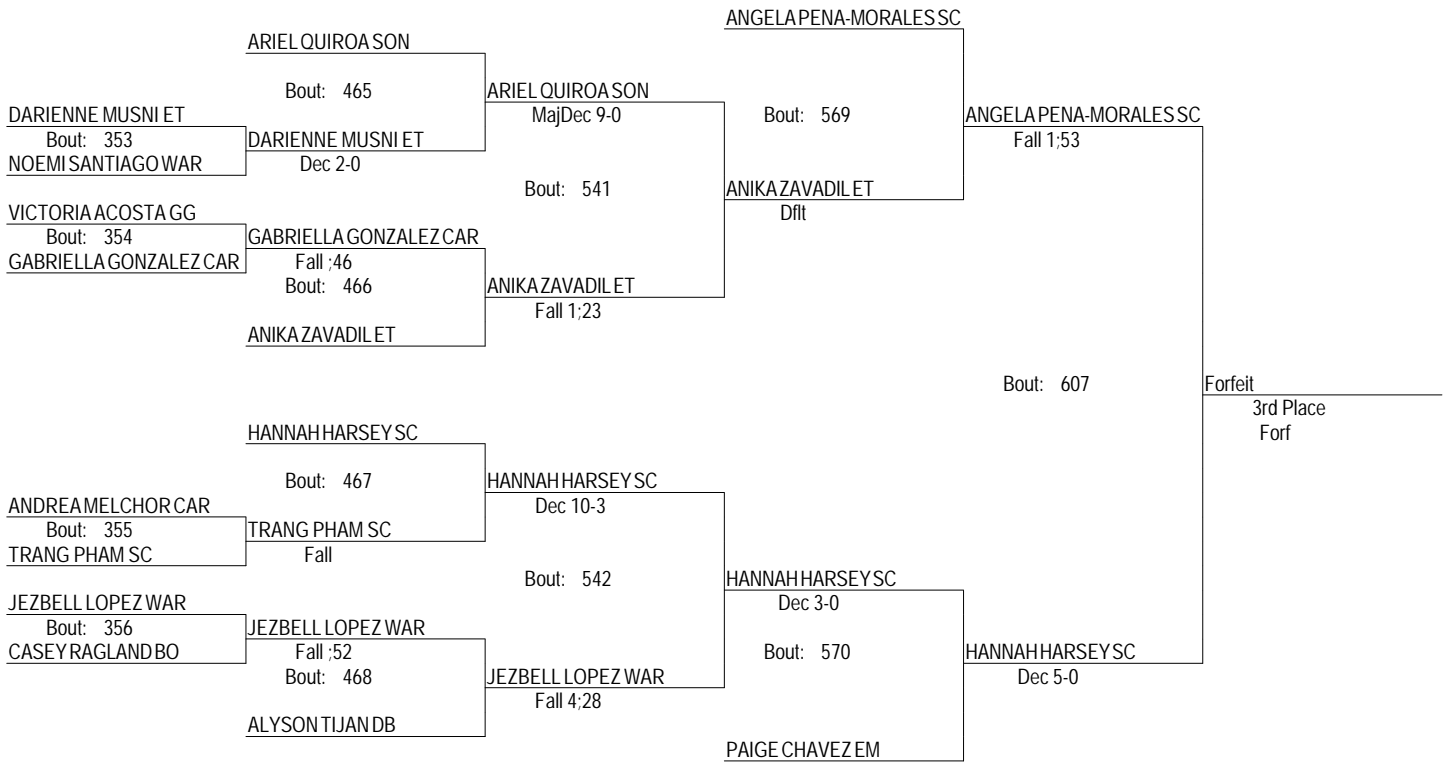 ANGELA PENA-MORALES SC
ARIEL QUIROA SON
Bout: 465
ARIEL QUIROA SON
DARIENNE MUSNI ET
MajDec 9-0
Bout: 569
ANGELA PENA-MORALES SC
Bout: 353
DARIENNE MUSNI ET
Fall 1;53
NOEMI SANTIAGO WAR
Dec 2-0
Bout: 541
ANIKA ZAVADIL ET
VICTORIA ACOSTA GG
Dflt
Bout: 354
GABRIELLA GONZALEZ CAR
GABRIELLA GONZALEZ CAR
Fall ;46
Bout: 466
ANIKA ZAVADIL ET
Fall 1;23
ANIKA ZAVADIL ET
Bout: 607
Forfeit
3rd Place
Forf
HANNAH HARSEY SC
Bout: 467
HANNAH HARSEY SC
ANDREA MELCHOR CAR
Dec 10-3
Bout: 355
TRANG PHAM SC
TRANG PHAM SC
Fall
Bout: 542
HANNAH HARSEY SC
JEZBELL LOPEZ WAR
Dec 3-0
Bout: 356
JEZBELL LOPEZ WAR
CASEY RAGLAND BO
Fall ;52
Bout: 570
HANNAH HARSEY SC
Bout: 468
JEZBELL LOPEZ WAR
Dec 5-0
Fall 4;28
ALYSON TIJAN DB
PAIGE CHAVEZ EM